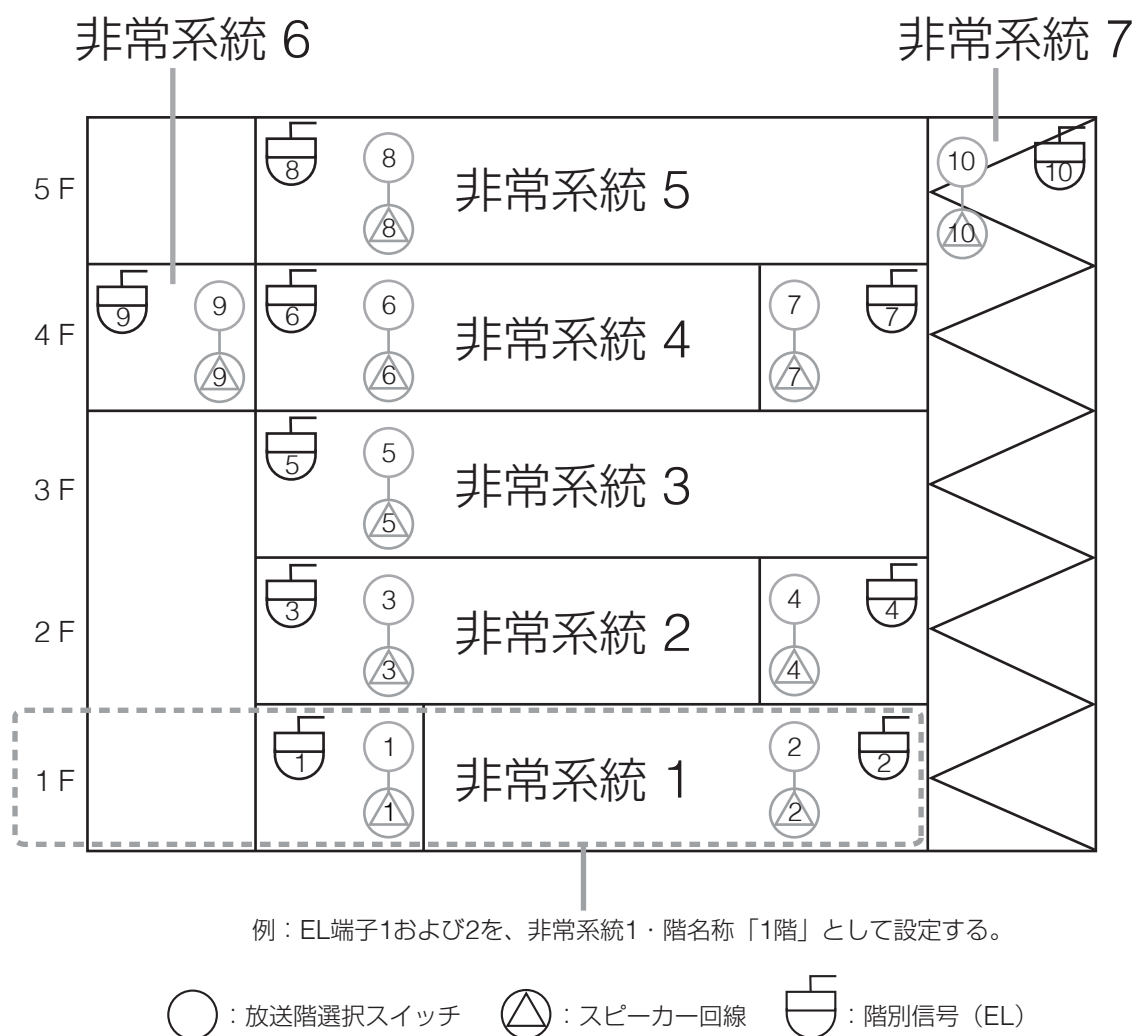 非常系統 6
非常系統 7
5 F
8
8
8
非常系統 5
10
10
10
4 F
9
9
9
6
6
6
非常系統 4
7
7
7
3 F
5
5
5
非常系統 3
2 F
3
3
3
非常系統 2
4
4
4
1 F
1
1
1
非常系統 1
2
2
2
例：EL端子1および2を、非常系統1・階名称「1階」として設定する。
：放送階選択スイッチ
：スピーカー回線
：階別信号（EL）